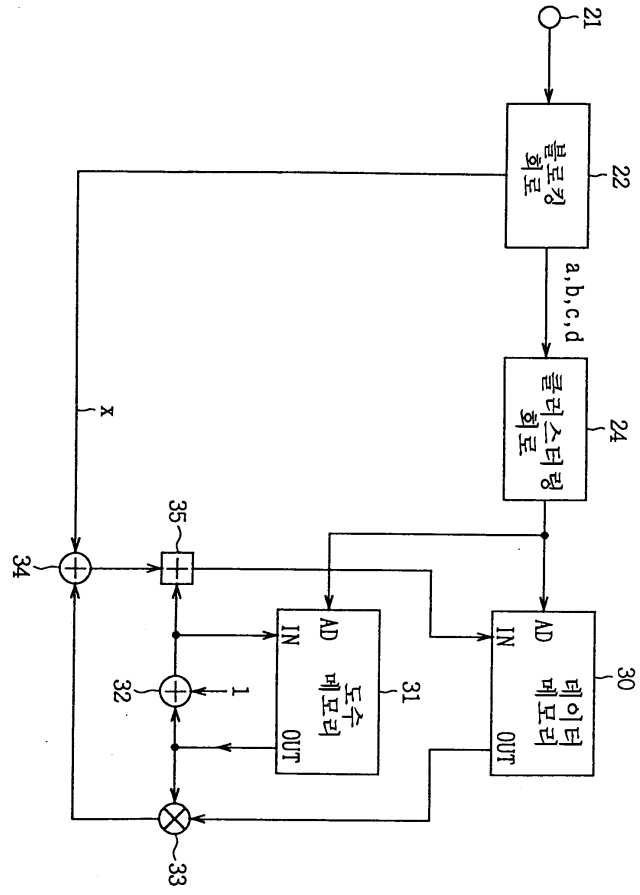 21
22
블로킹
회로
a,b,c,d
24
클러스터링
회로
30
AD
데이터
메모리
IN
OUT
31
AD
도수
메모리
IN
OUT
1
32
33
35
34
x